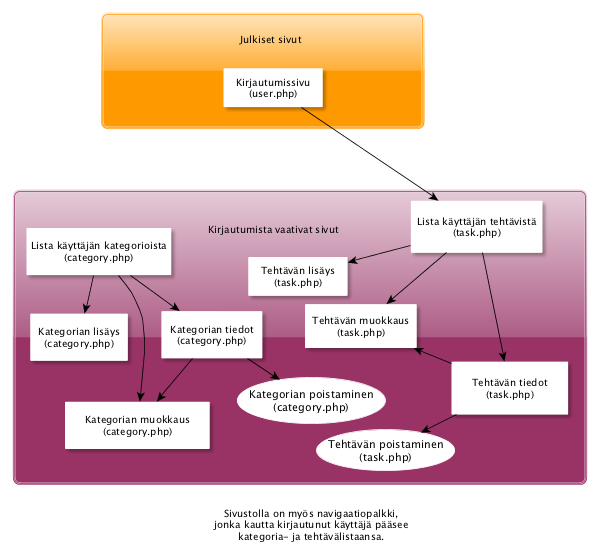 Julkiset sivut
Kirjautumissivu
(user.php)
Kirjautumista vaativat sivut
Lista käyttäjän tehtävistä
(task.php)
Lista käyttäjän kategorioista
(category.php)
Tehtävän lisäys
(task.php)
Kategorian lisäys
(category.php)
Kategorian tiedot
(category.php)
Tehtävän muokkaus
(task.php)
Tehtävän tiedot
(task.php)
Kategorian poistaminen
(category.php)
Kategorian muokkaus
(category.php)
Tehtävän poistaminen
(task.php)
Sivustolla on myös navigaatiopalkki,
jonka kautta kirjautunut käyttäjä pääsee
kategoria- ja tehtävälistaansa.